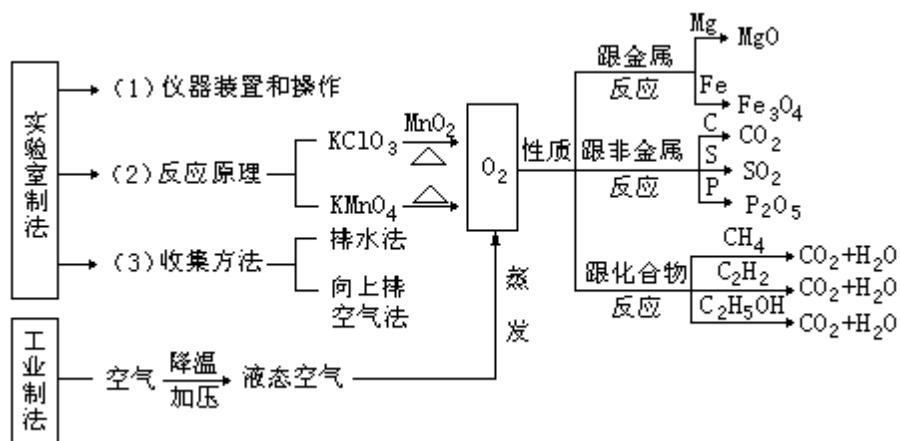 实验室制法
(1)仪器装置和操作
(2)反应原理
KClO₃ MnO₂ △
KMnO₄ △
(3)收集方法
排水法
向上排
空气法
工业制法
空气 降温 加压 液态空气
蒸发
O₂
性质
跟金属
反应
Mg MgO
Fe Fe₃O₄
跟非金属
反应
C CO₂
S SO₂
P P₂O₅
跟化合物
反应
CH₄ CO₂+H₂O
C₂H₂ CO₂+H₂O
C₂H₅OH CO₂+H₂O